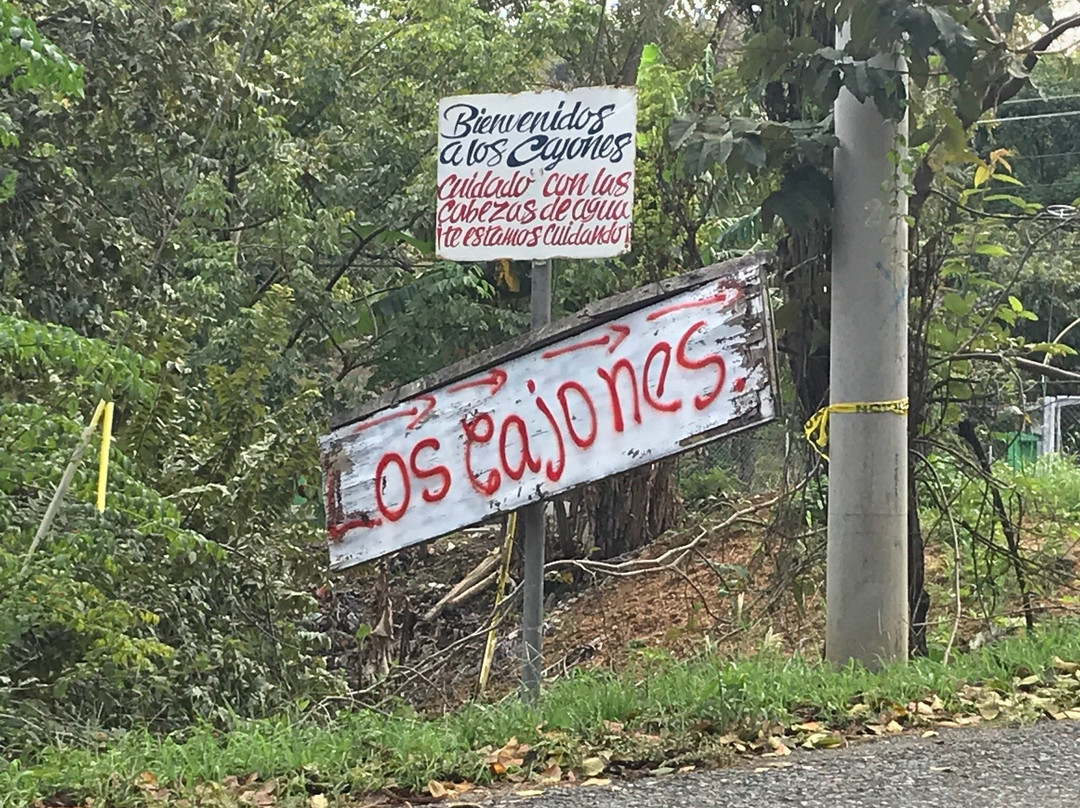 Bienvenidos
a los Cajones
cuidado con las
cabezas de agua
¡te estamos cuidando!
Los Cajones.